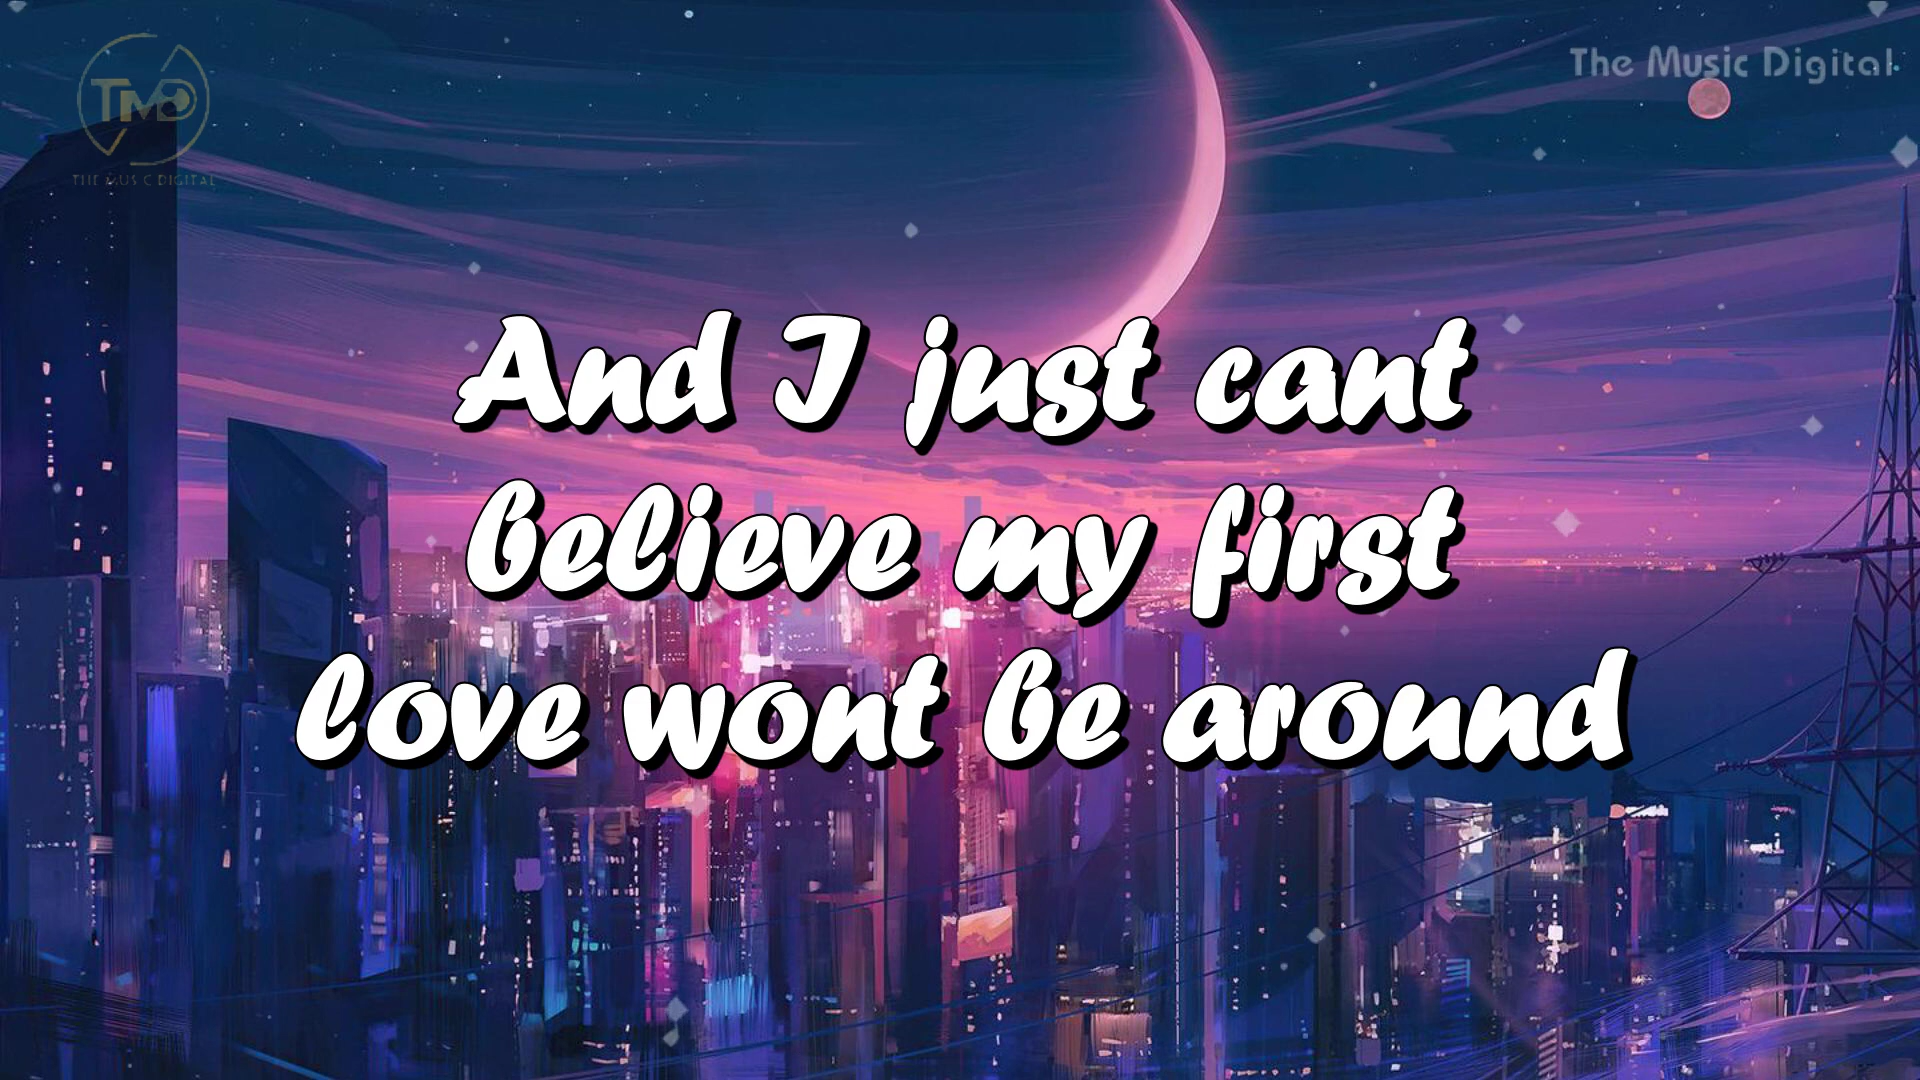 TMD
THE MUSIC DIGITAL
The Music Digital
And I just cant
believe my first
love wont be around